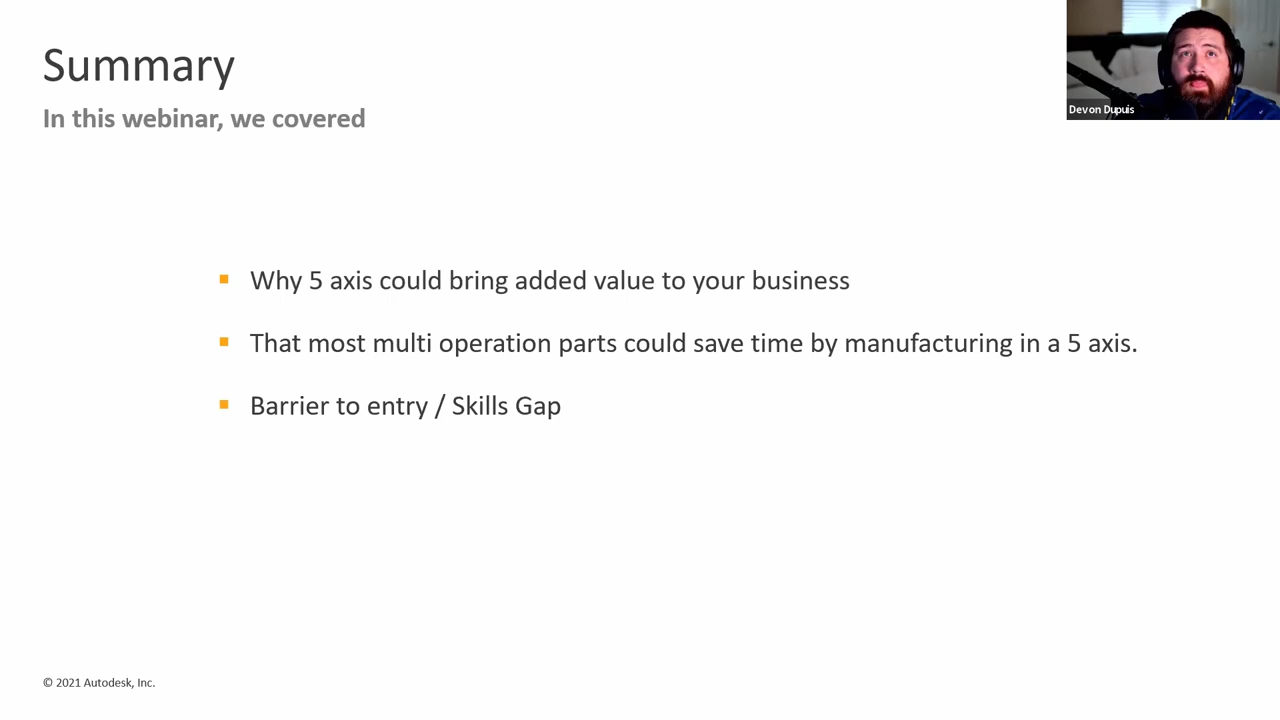 Summary
In this webinar, we covered
Devon Dupuis
▪ Why 5 axis could bring added value to your business
▪ That most multi operation parts could save time by manufacturing in a 5 axis.
▪ Barrier to entry / Skills Gap
© 2021 Autodesk, Inc.